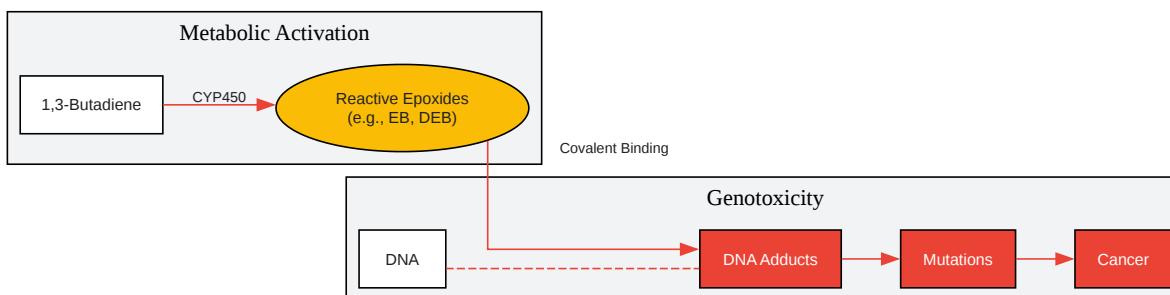 Metabolic Activation
1,3-Butadiene
CYP450
Reactive Epoxides
(e.g., EB, DEB)
Covalent Binding
Genotoxicity
DNA
DNA Adducts
Mutations
Cancer